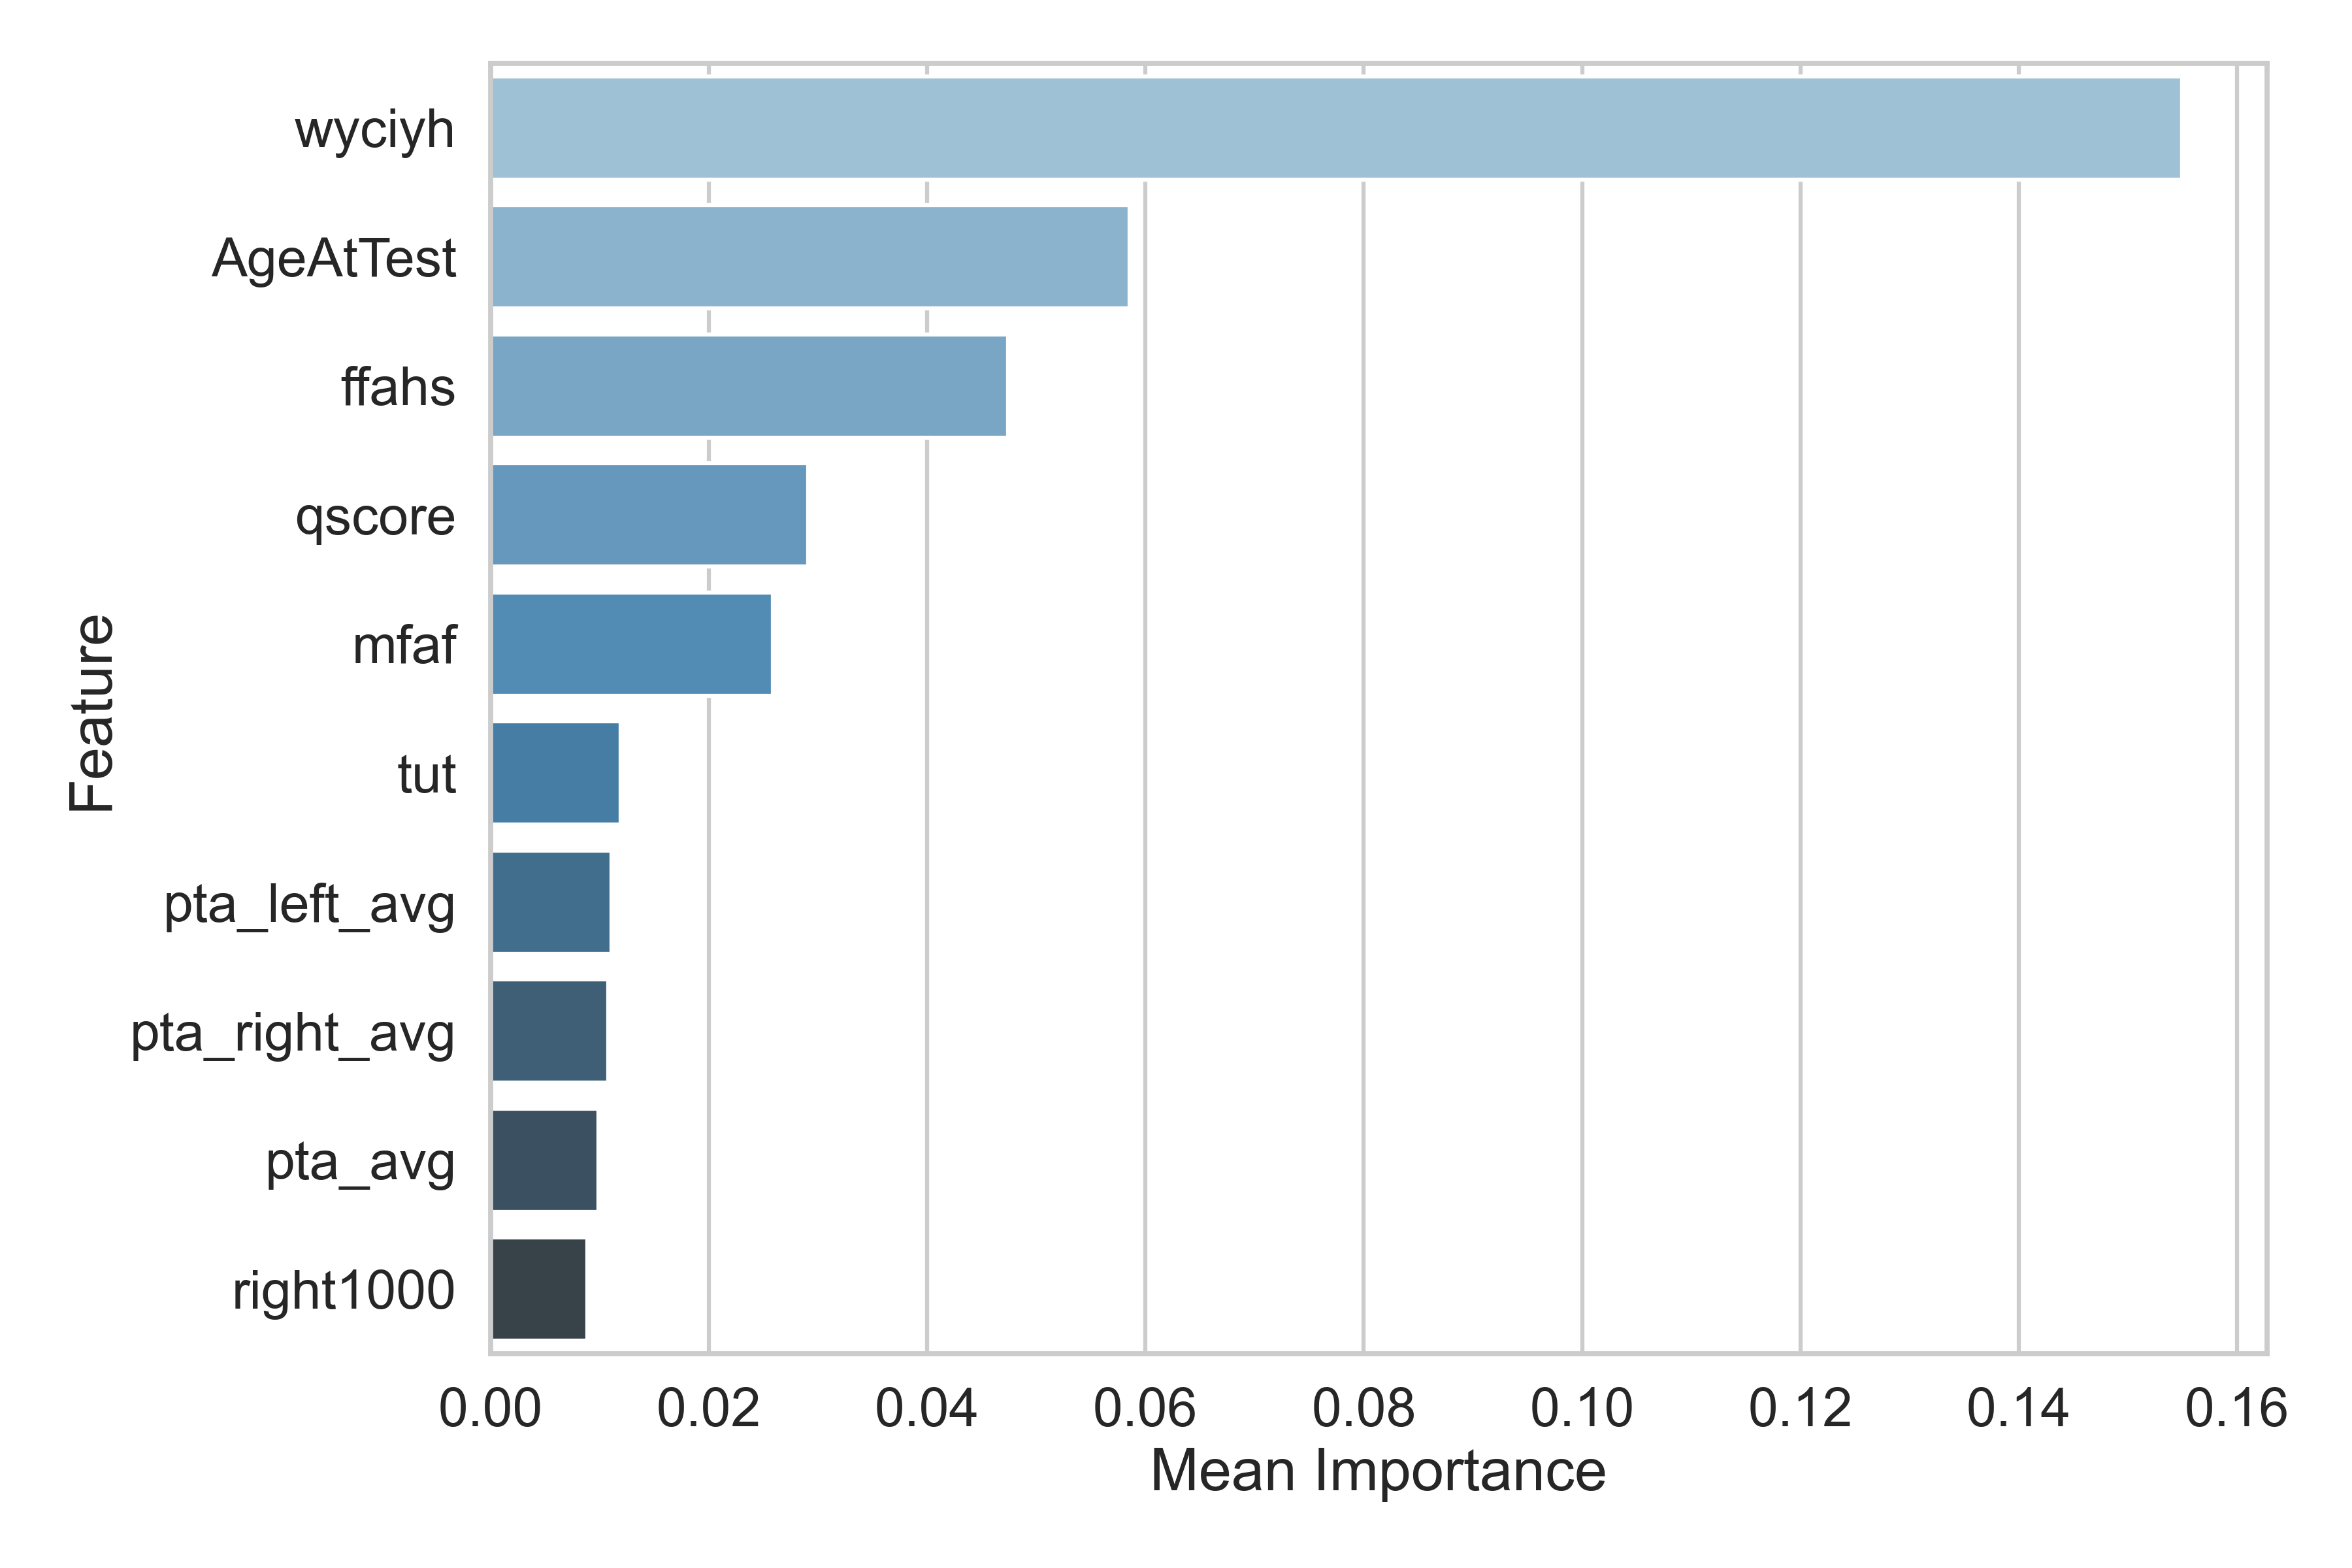 wyciyh
AgeAtTest
ffahs
qscore
mfaf
tut
pta_left_avg
pta_right_avg
pta_avg
right1000
Feature
0.00 0.02 0.04 0.06 0.08 0.10 0.12 0.14 0.16
Mean Importance